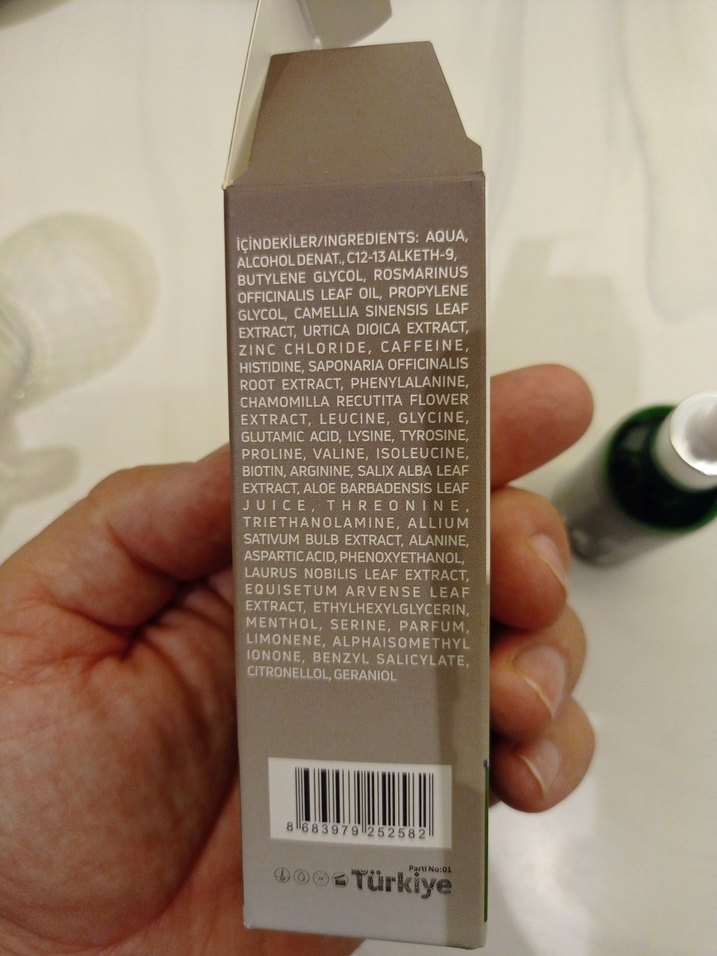 İÇİNDEKİLER/INGREDIENTS: AQUA,
ALCOHOL DENAT., C12-13 ALKETH-9,
BUTYLENE GLYCOL, ROSMARINUS
OFFICINALIS LEAF OIL, PROPYLENE
GLYCOL, CAMELLIA SINENSIS LEAF
EXTRACT, URTICA DIOICA EXTRACT,
ZINC CHLORIDE, CAFFEINE,
HISTIDINE, SAPONARIA OFFICINALIS
ROOT EXTRACT, PHENYLALANINE,
CHAMOMILLA RECUTITA FLOWER
EXTRACT, LEUCINE, GLYCINE,
GLUTAMIC ACID, LYSINE, TYROSINE,
PROLINE, VALINE, ISOLEUCINE,
BIOTIN, ARGININE, SALIX ALBA LEAF
EXTRACT, ALOE BARBADENSIS LEAF
JUICE, THREONINE,
TRIETHANOLAMINE, ALLIUM
SATIVUM BULB EXTRACT, ALANINE,
ASPARTIC ACID, PHENOXYETHANOL,
LAURUS NOBILIS LEAF EXTRACT,
EQUISETUM ARVENSE LEAF
EXTRACT, ETHYLHEXYLGLYCERIN,
MENTHOL, SERINE, PARFUM,
LIMONENE, ALPHAISOMETHYL
IONONE, BENZYL SALICYLATE,
CITRONELLOL, GERANIOL
8 683979 252582
Parti No:01
Türkiye